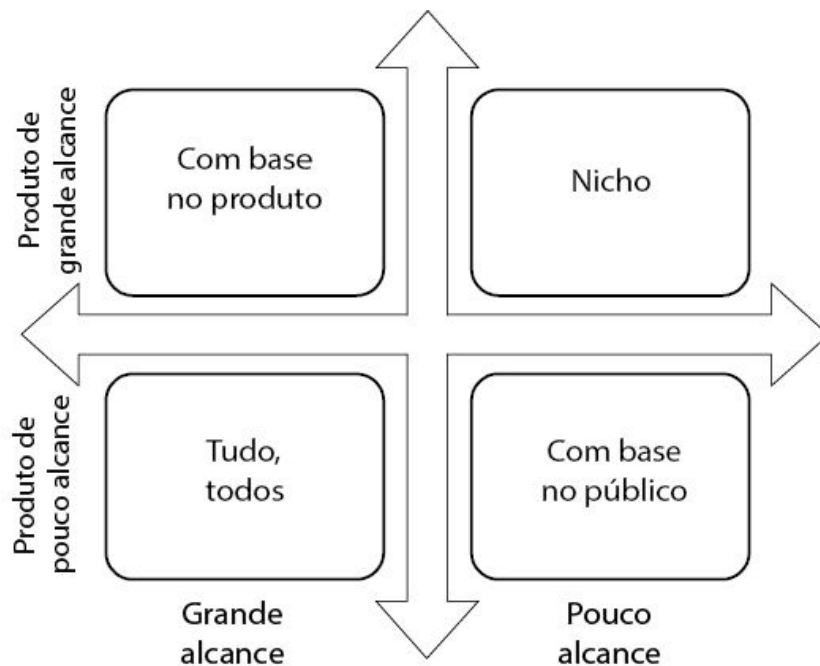 Produto de
grande alcance
Com base
no produto
Nicho
Produto de
pouco alcance
Tudo,
todos
Com base
no público
Grande
alcance
Pouco
alcance